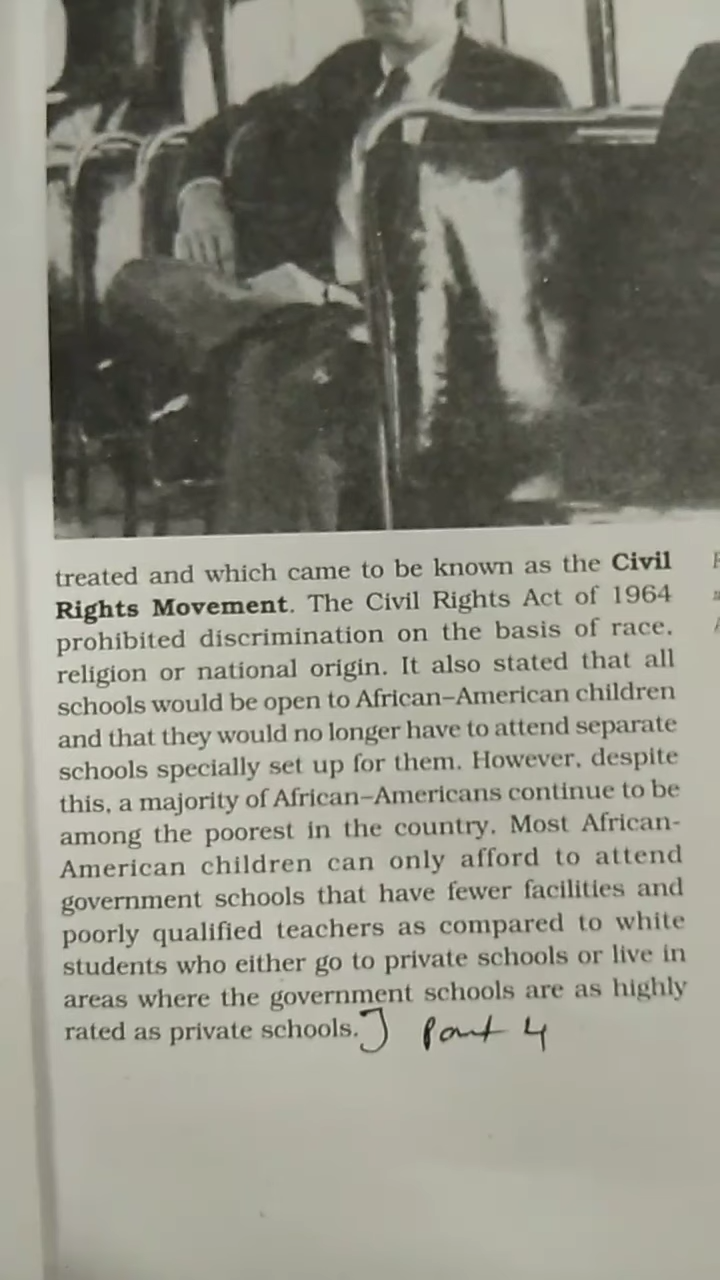 treated and which came to be known as the Civil
Rights Movement. The Civil Rights Act of 1964
prohibited discrimination on the basis of race,
religion or national origin. It also stated that all
schools would be open to African–American children
and that they would no longer have to attend separate
schools specially set up for them. However, despite
this, a majority of African–Americans continue to be
among the poorest in the country. Most African-
American children can only afford to attend
government schools that have fewer facilities and
poorly qualified teachers as compared to white
students who either go to private schools or live in
areas where the government schools are as highly
rated as private schools.] Part 4